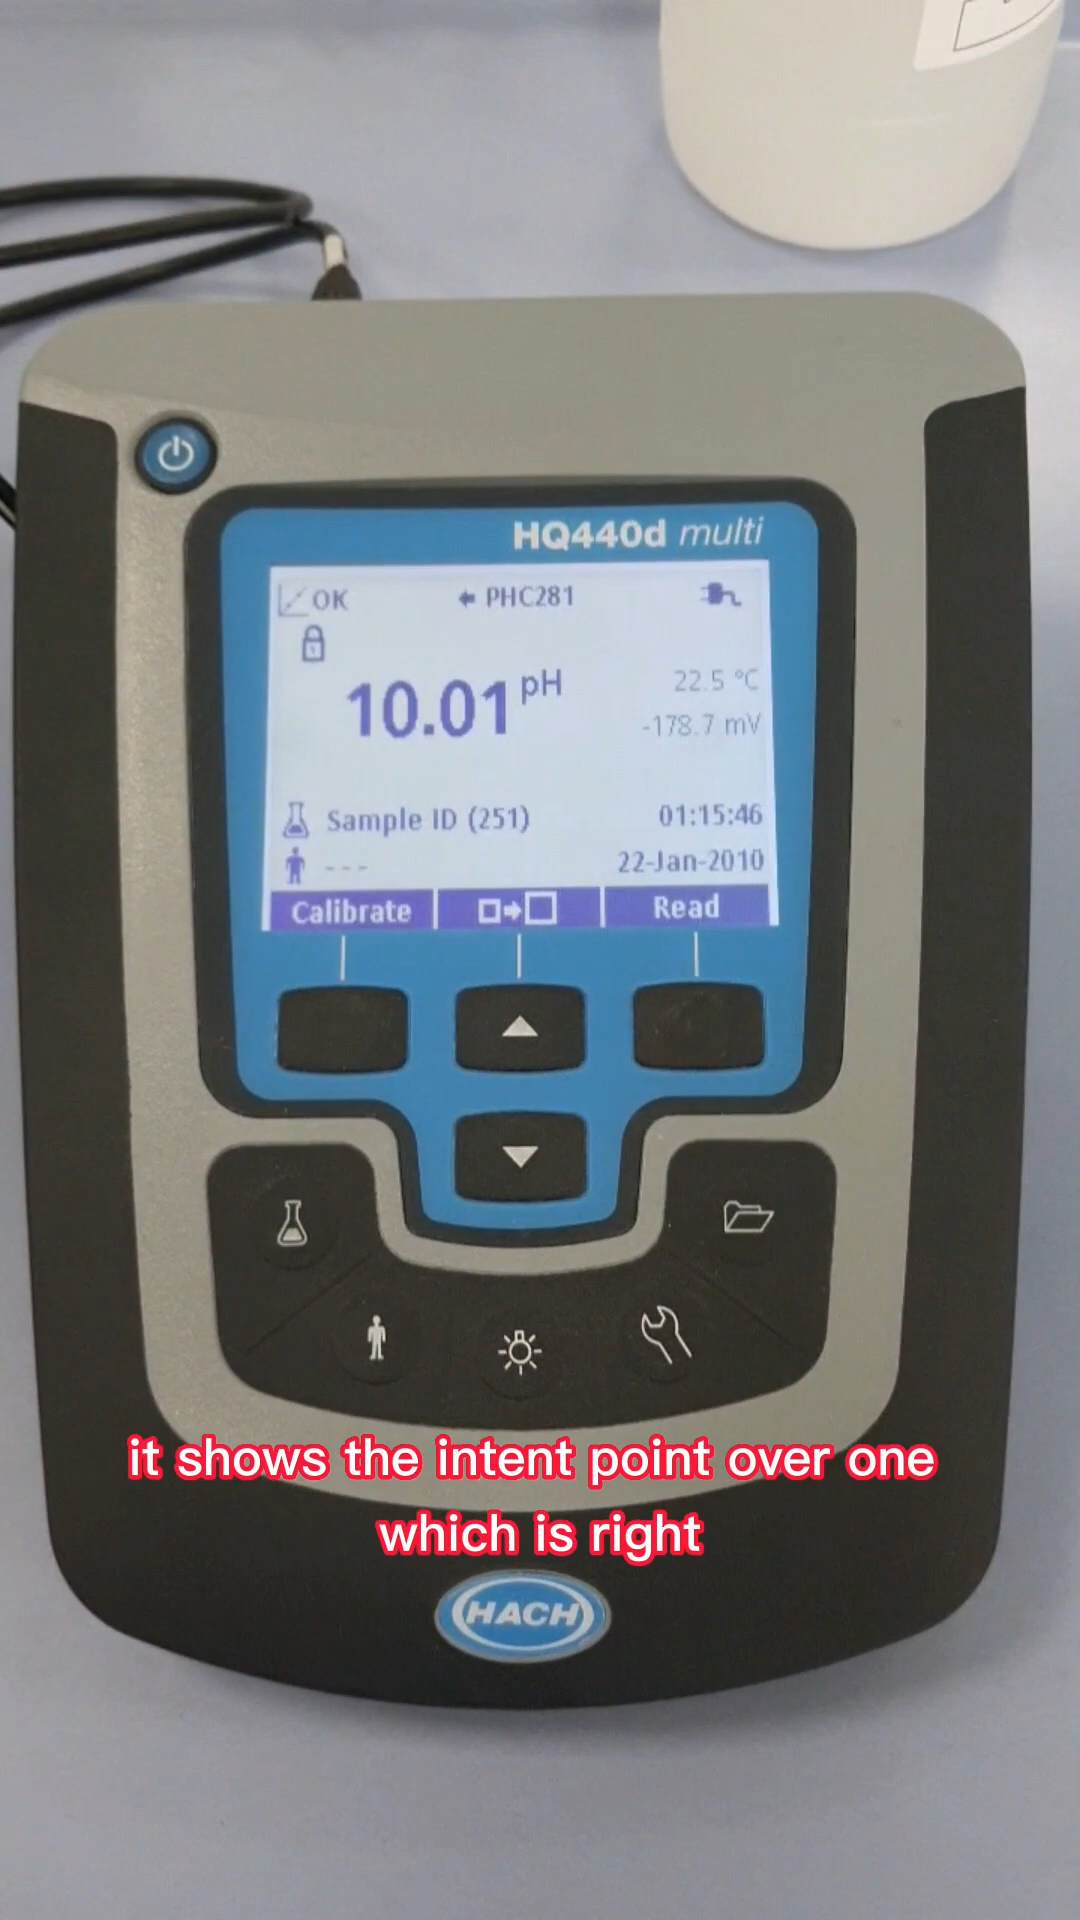 HQ440d multi
OK
PHC281
10.01 pH
22.5 °C
-178.7 mV
Sample ID (251)
01:15:46
---
22-Jan-2010
Calibrate
Read
it shows the intent point over one
which is right
HACH